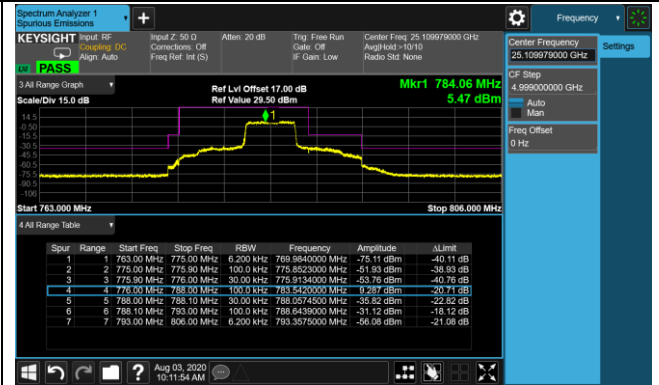 Spectrum Analyzer 1
Spurious Emissions
Frequency
KEYSIGHT Input: RF
Coupling: DC
Align: Auto
Input Z: 50 Ω
Corrections: Off
Freq Ref: Int (S)
Atten: 20 dB
Trig: Free Run
Gate: Off
IF Gain: Low
Center Freq: 25.109979000 GHz
Avg|Hold:>10/10
Radio Std: None
PASS
3 All Range Graph
Scale/Div 15.0 dB
Ref Lvl Offset 17.00 dB
Ref Value 29.50 dBm
Mkr1 784.06 MHz
5.47 dBm
1
14.5
-0.50
-15.5
-30.5
-45.5
-60.5
-75.5
-90.5
-106
Start 763.000 MHz
Stop 806.000 MHz
4 All Range Table
Spur Range Start Freq Stop Freq RBW Frequency Amplitude ΔLimit
1 1 763.00 MHz 775.00 MHz 6.200 kHz 769.9840000 MHz -75.11 dBm -40.11 dB
2 2 775.00 MHz 775.90 MHz 100.0 kHz 775.8523000 MHz -51.93 dBm -38.93 dB
3 3 775.90 MHz 776.00 MHz 30.00 kHz 775.9134000 MHz -53.76 dBm -40.76 dB
4 4 776.00 MHz 788.00 MHz 100.0 kHz 783.5420000 MHz 9.287 dBm -20.71 dB
5 5 788.00 MHz 788.10 MHz 30.00 kHz 788.0574500 MHz -35.82 dBm -22.82 dB
6 6 788.10 MHz 793.00 MHz 100.0 kHz 788.6439000 MHz -31.12 dBm -18.12 dB
7 7 793.00 MHz 806.00 MHz 6.200 kHz 793.3575000 MHz -56.08 dBm -21.08 dB
Center Frequency
25.109979000 GHz
Settings
CF Step
4.999000000 GHz
Auto
Man
Freq Offset
0 Hz
?
Aug 03, 2020
10:11:54 AM